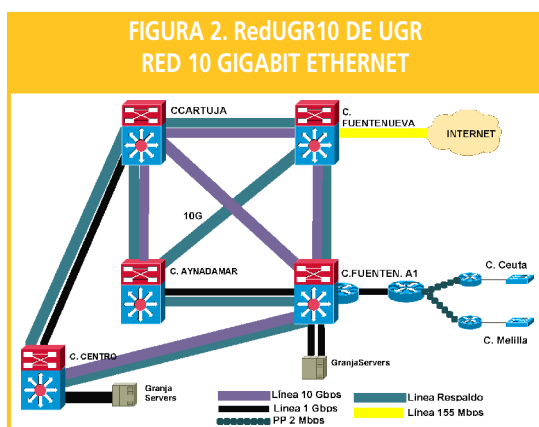 FIGURA 2. RedUGR10 DE UGR
RED 10 GIGABIT ETHERNET
CCARTUJA
C.
FUENTENUEVA
INTERNET
10G
C. AYNADAMAR
C.FUENTEN. A1
C. Ceuta
C. Melilla
C. CENTRO
Granja
Servers
GranjaServers
Línea 10 Gbps
Linea Respaldo
Linea 1 Gbps
Línea 155 Mbps
PP 2 Mbps